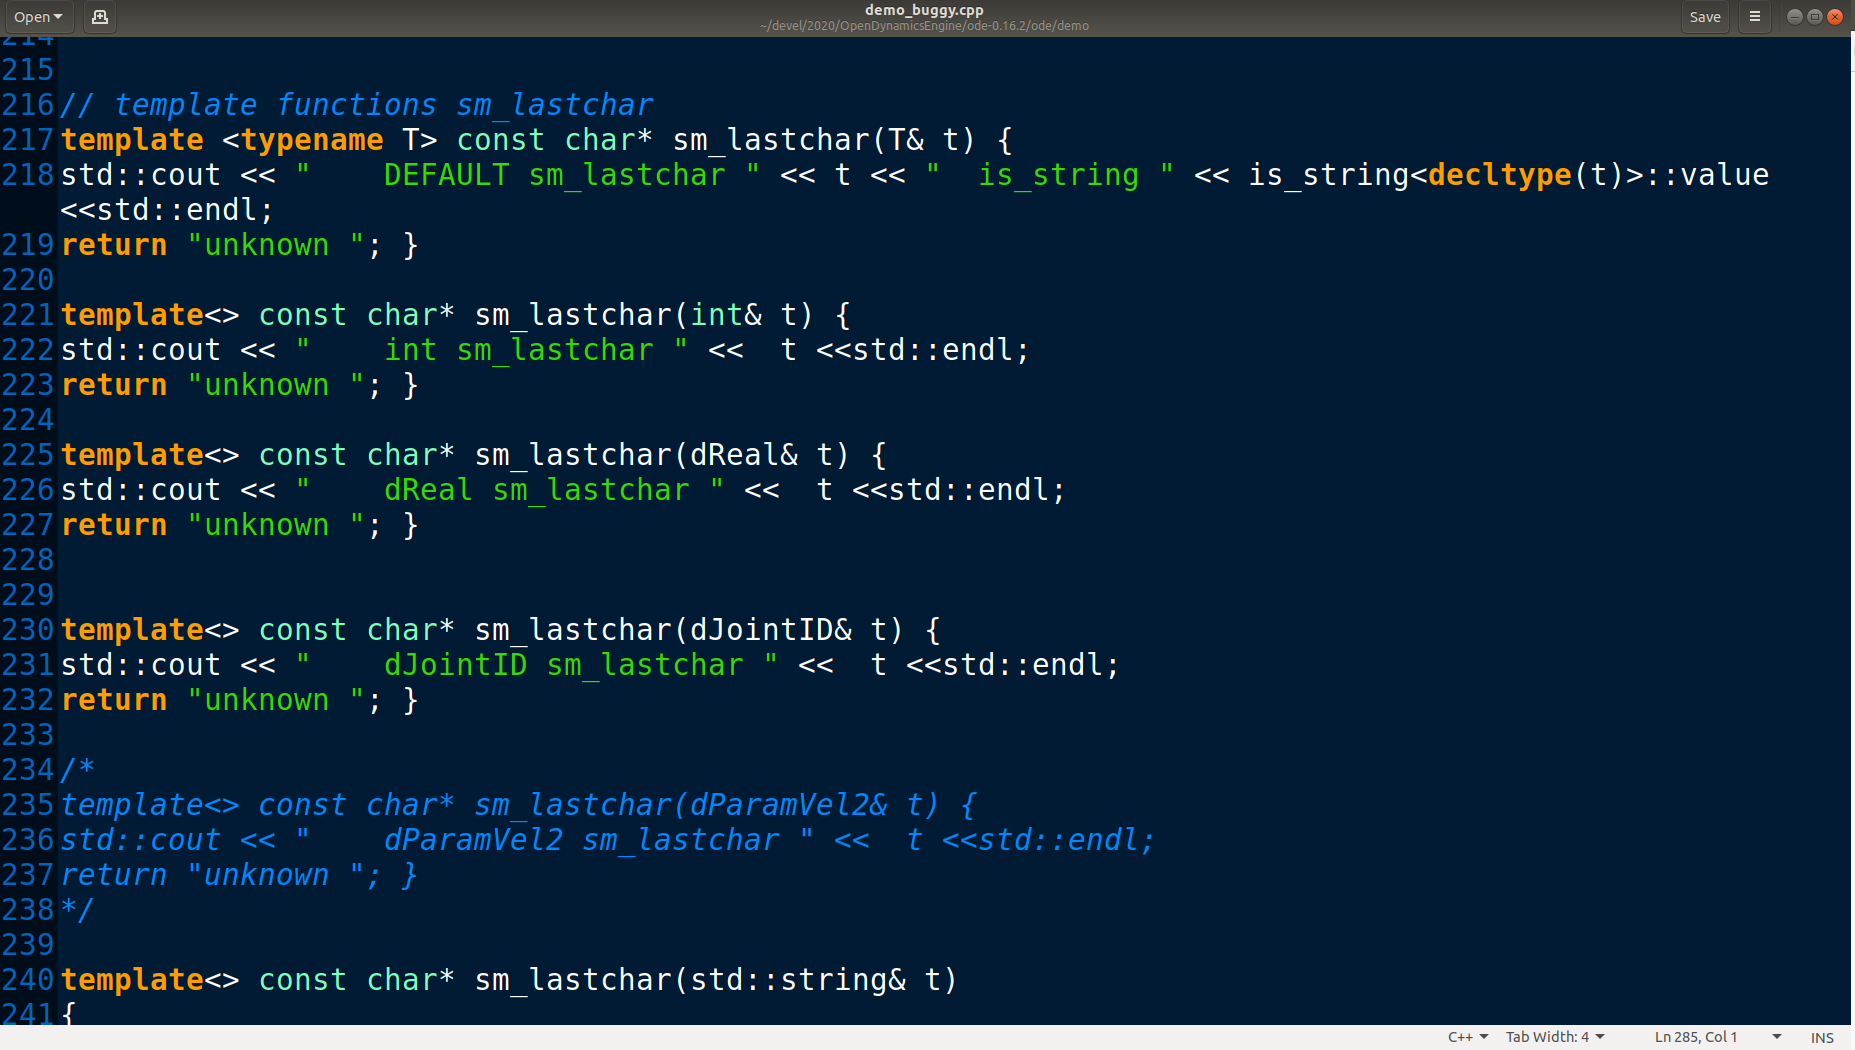 Open
demo_buggy.cpp
~/devel/2020/OpenDynamicsEngine/ode-0.16.2/ode/demo
Save
214
215
216 // template functions sm_lastchar
217 template <typename T> const char* sm_lastchar(T& t) {
218 std::cout << "    DEFAULT sm_lastchar " << t << "  is_string " << is_string<decltype(t)>::value
<<std::endl;
219 return "unknown "; }
220
221 template<> const char* sm_lastchar(int& t) {
222 std::cout << "    int sm_lastchar " <<  t <<std::endl;
223 return "unknown "; }
224
225 template<> const char* sm_lastchar(dReal& t) {
226 std::cout << "    dReal sm_lastchar " <<  t <<std::endl;
227 return "unknown "; }
228
229
230 template<> const char* sm_lastchar(dJointID& t) {
231 std::cout << "    dJointID sm_lastchar " <<  t <<std::endl;
232 return "unknown "; }
233
234 /*
235 template<> const char* sm_lastchar(dParamVel2& t) {
236 std::cout << "    dParamVel2 sm_lastchar " <<  t <<std::endl;
237 return "unknown "; }
238 */
239
240 template<> const char* sm_lastchar(std::string& t)
241 {
C++ Tab Width: 4 Ln 285, Col 1 INS